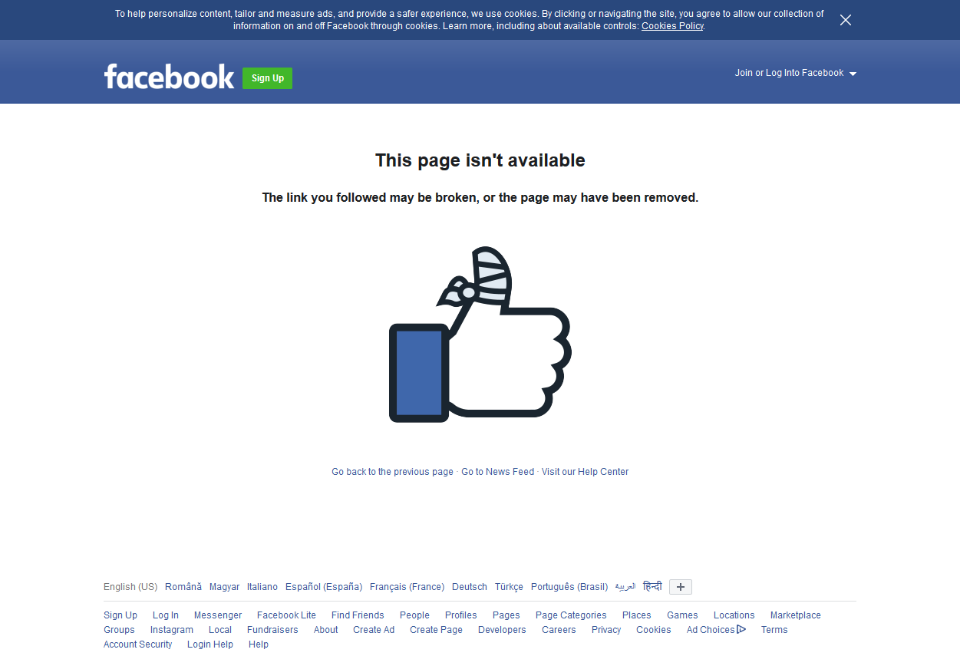 To help personalize content, tailor and measure ads, and provide a safer experience, we use cookies. By clicking or navigating the site, you agree to allow our collection of
information on and off Facebook through cookies. Learn more, including about available controls: Cookies Policy.
facebook Sign Up Join or Log Into Facebook
This page isn't available
The link you followed may be broken, or the page may have been removed.
Go back to the previous page · Go to News Feed · Visit our Help Center
English (US) Română Magyar Italiano Español (España) Français (France) Deutsch Türkçe Português (Brasil) العربية हिन्दी +
Sign Up Log In Messenger Facebook Lite Find Friends People Profiles Pages Page Categories Places Games Locations Marketplace
Groups Instagram Local Fundraisers About Create Ad Create Page Developers Careers Privacy Cookies Ad Choices Terms
Account Security Login Help Help